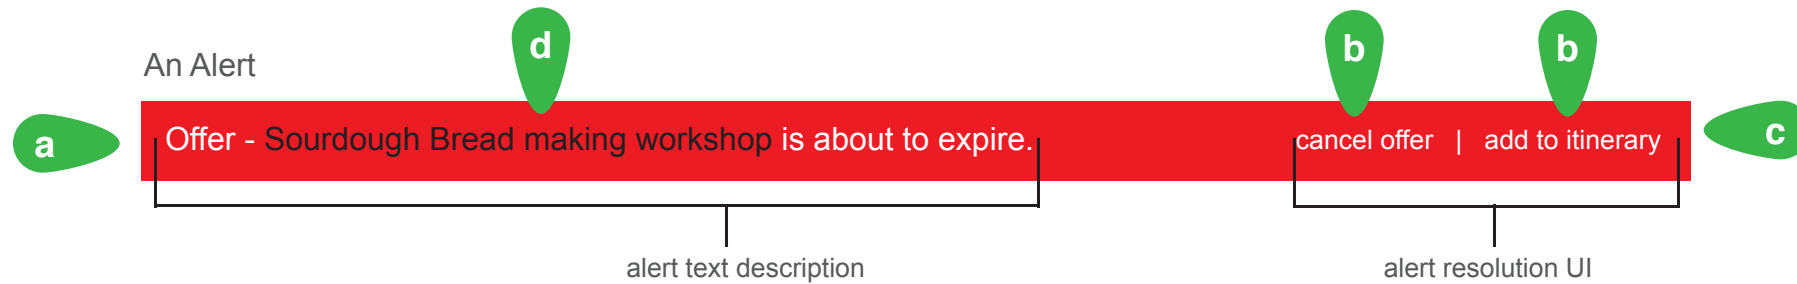 d
b
b
An Alert
a
Offer - Sourdough Bread making workshop is about to expire.
cancel offer | add to itinerary
c
alert text description
alert resolution UI